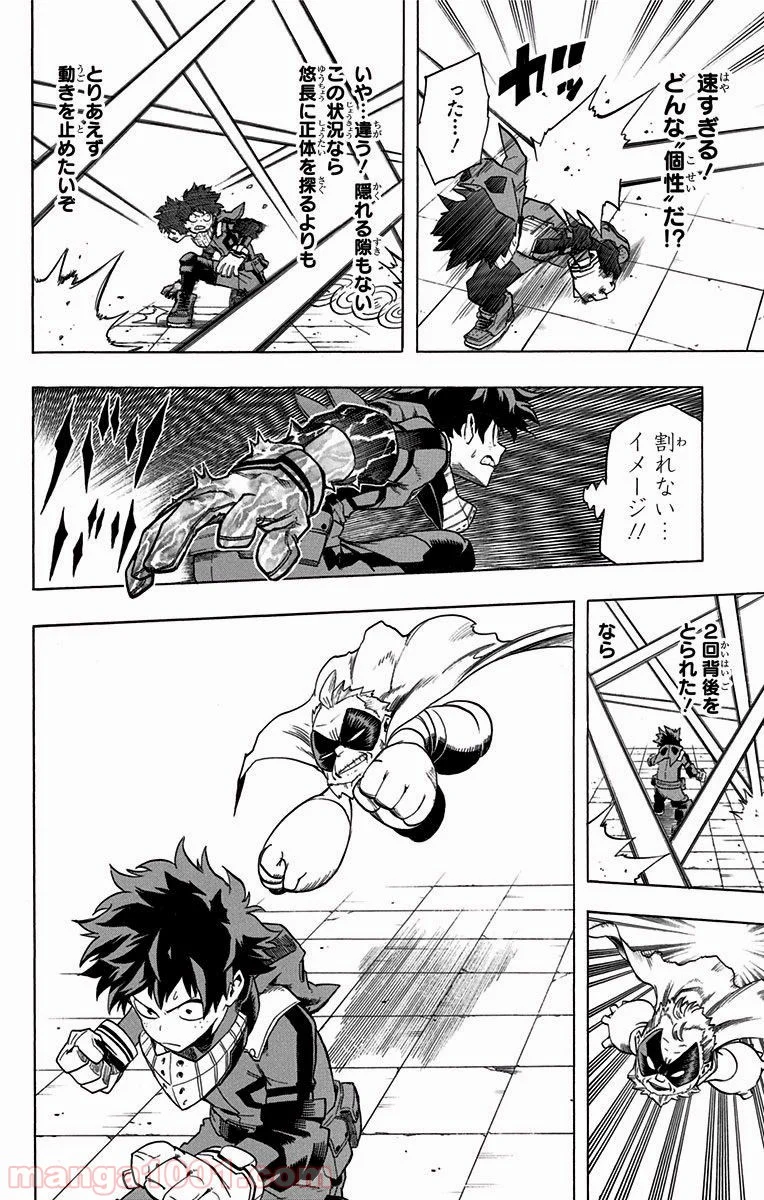 速すぎる！
どんな“個性”だ！？
った…！
ガッ
いや…違う！隠れる隙もない
この状況なら
悠長に正体を探るよりも
とりあえず
動きを止めたいぞ
割れない…
イメージ！！
２回背後を
とられた！
なら
manga1001.com